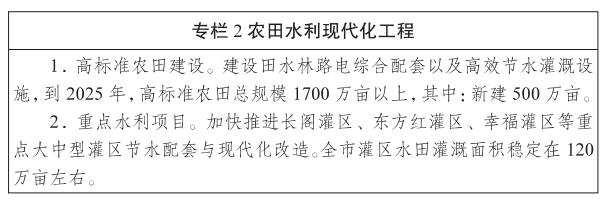 专栏 2 农田水利现代化工程
1. 高标准农田建设。建设田水林路电综合配套以及高效节水灌溉设
施,到 2025 年,高标准农田总规模 1700 万亩以上,其中:新建 500 万亩。
2. 重点水利项目。加快推进长阁灌区、东方红灌区、幸福灌区等重
点大中型灌区节水配套与现代化改造。全市灌区水田灌溉面积稳定在 120
万亩左右。